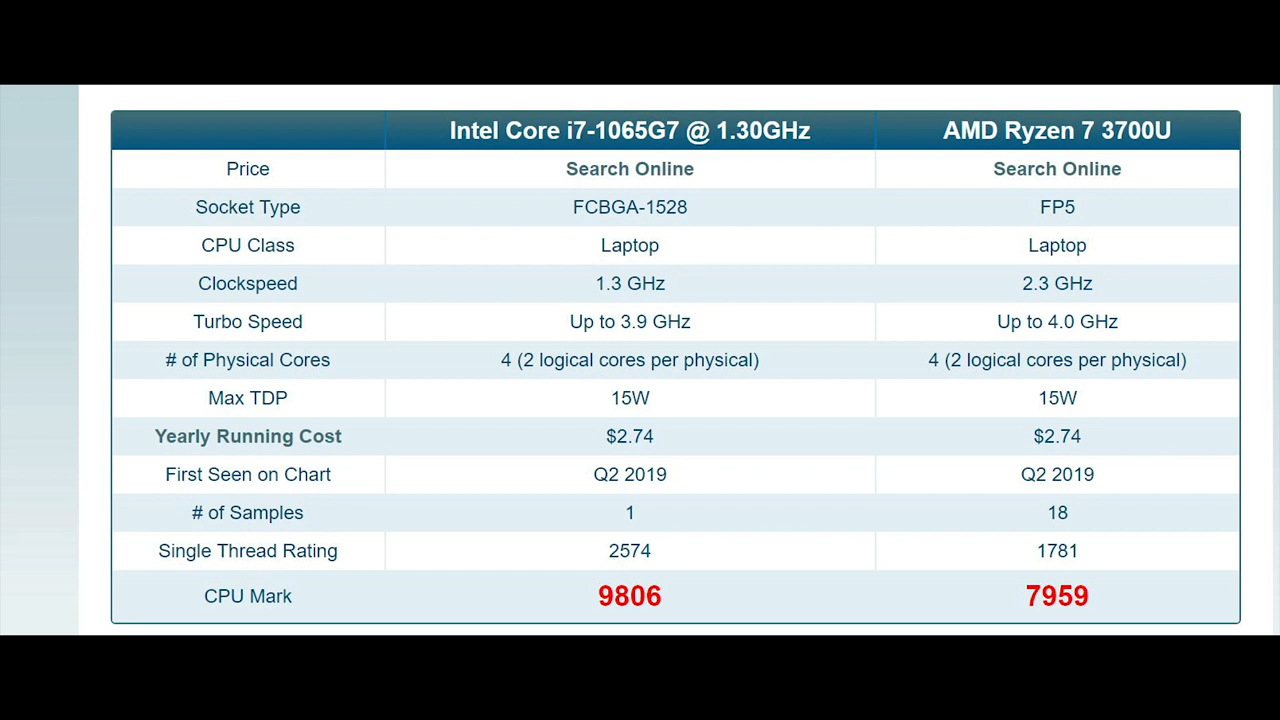 Intel Core i7-1065G7 @ 1.30GHz AMD Ryzen 7 3700U
Price Search Online Search Online
Socket Type FCBGA-1528 FP5
CPU Class Laptop Laptop
Clockspeed 1.3 GHz 2.3 GHz
Turbo Speed Up to 3.9 GHz Up to 4.0 GHz
# of Physical Cores 4 (2 logical cores per physical) 4 (2 logical cores per physical)
Max TDP 15W 15W
Yearly Running Cost $2.74 $2.74
First Seen on Chart Q2 2019 Q2 2019
# of Samples 1 18
Single Thread Rating 2574 1781
CPU Mark 9806 7959